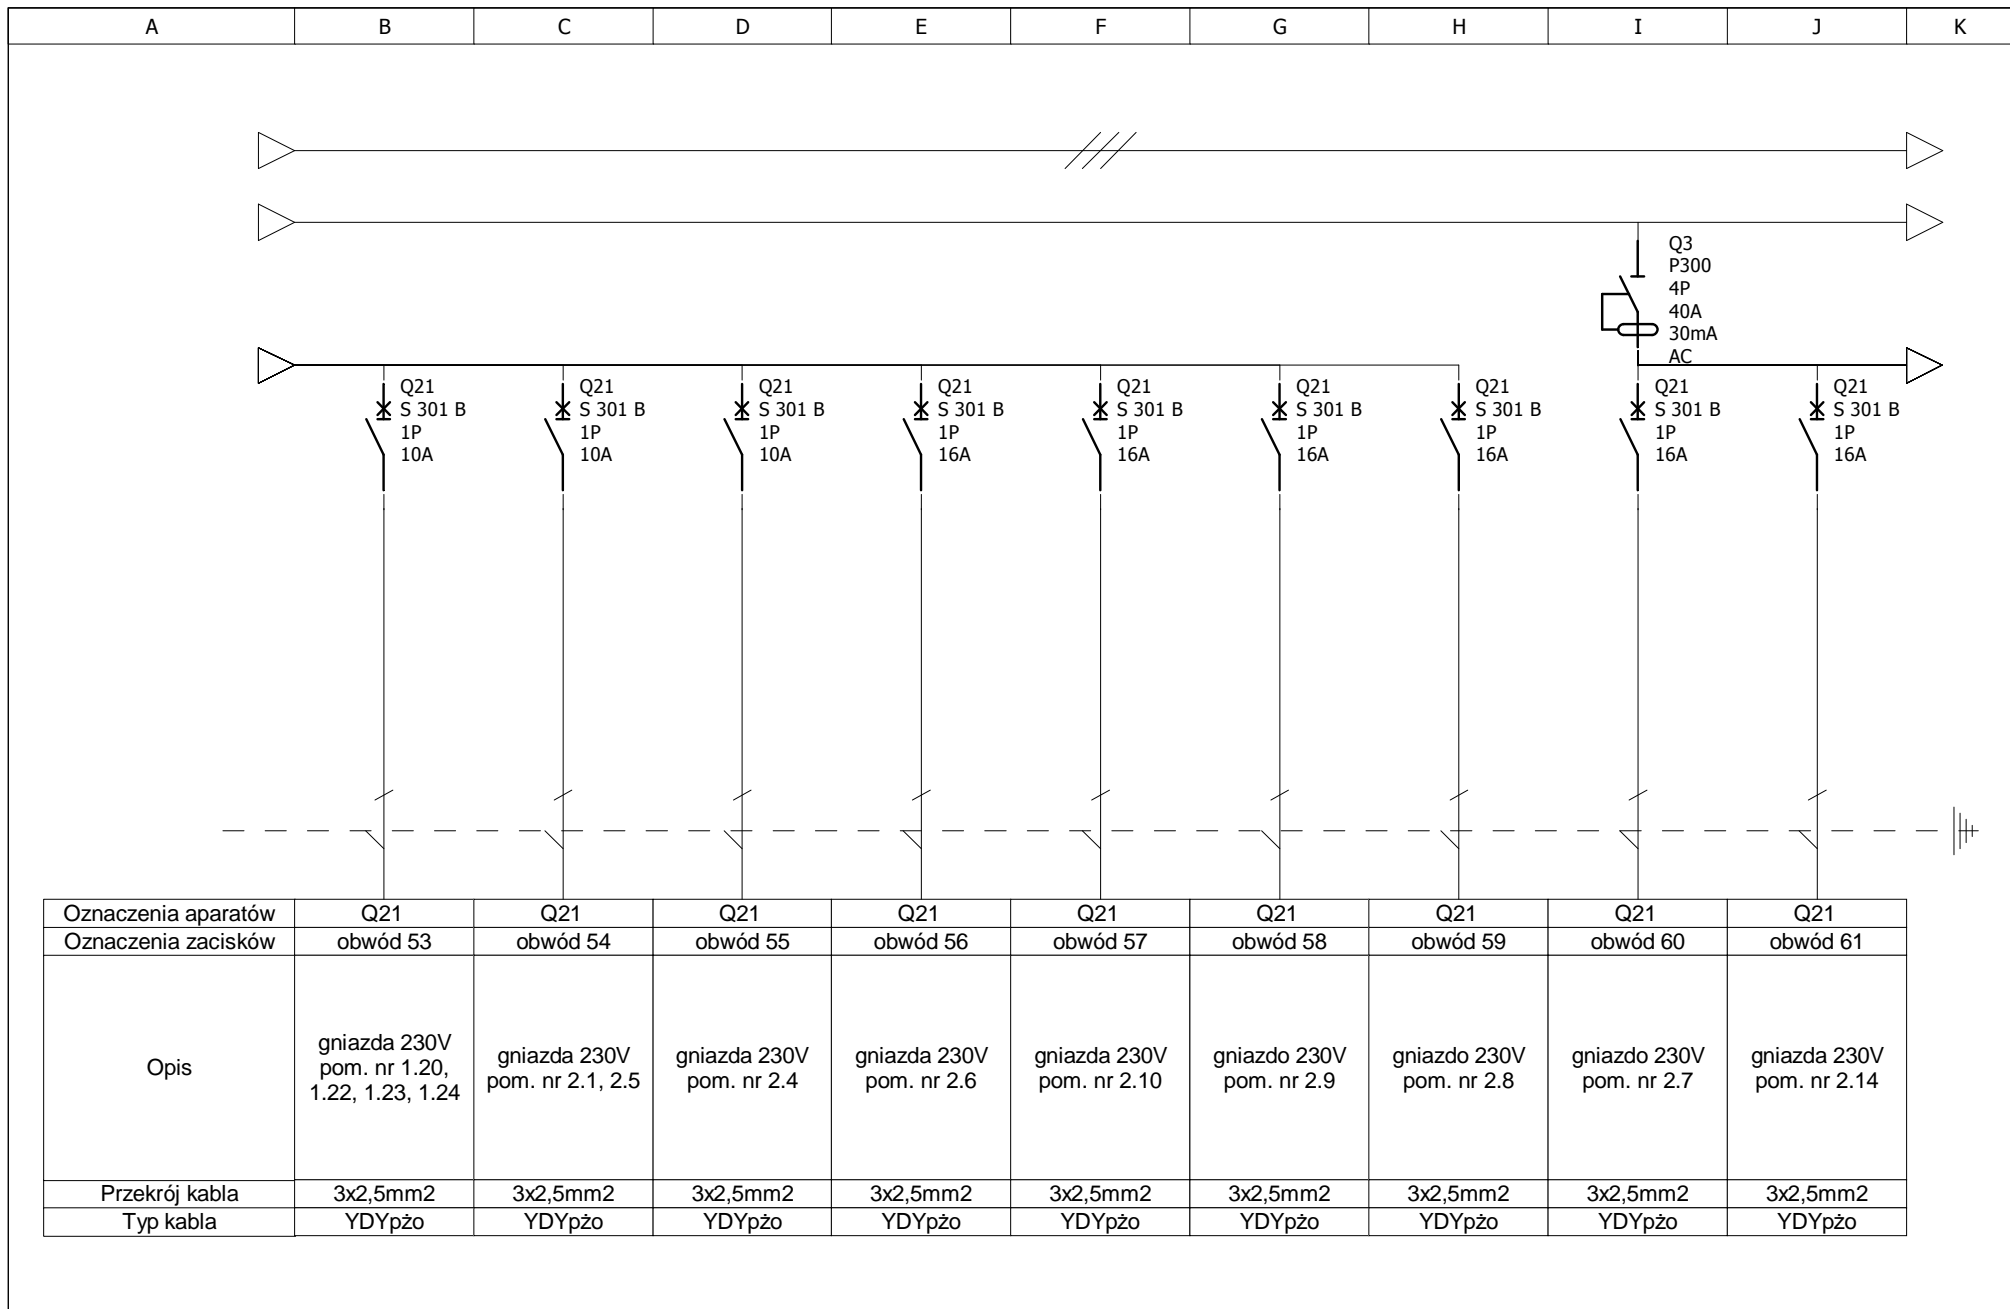 A B C D E F G H I J K
Q3
P300
4P
40A
30mA
AC
Q21 Q21 Q21 Q21 Q21 Q21 Q21 Q21 Q21
S 301 B S 301 B S 301 B S 301 B S 301 B S 301 B S 301 B S 301 B S 301 B
1P 1P 1P 1P 1P 1P 1P 1P 1P
10A 10A 10A 16A 16A 16A 16A 16A 16A
Oznaczenia aparatów Q21 Q21 Q21 Q21 Q21 Q21 Q21 Q21 Q21
Oznaczenia zacisków obwód 53 obwód 54 obwód 55 obwód 56 obwód 57 obwód 58 obwód 59 obwód 60 obwód 61
Opis
gniazda 230V
pom. nr 1.20,
1.22, 1.23, 1.24
gniazda 230V
pom. nr 2.1, 2.5
gniazda 230V
pom. nr 2.4
gniazda 230V
pom. nr 2.6
gniazda 230V
pom. nr 2.10
gniazdo 230V
pom. nr 2.9
gniazdo 230V
pom. nr 2.8
gniazdo 230V
pom. nr 2.7
gniazda 230V
pom. nr 2.14
Przekrój kabla 3x2,5mm2 3x2,5mm2 3x2,5mm2 3x2,5mm2 3x2,5mm2 3x2,5mm2 3x2,5mm2 3x2,5mm2 3x2,5mm2
Typ kabla YDYpżo YDYpżo YDYpżo YDYpżo YDYpżo YDYpżo YDYpżo YDYpżo YDYpżo